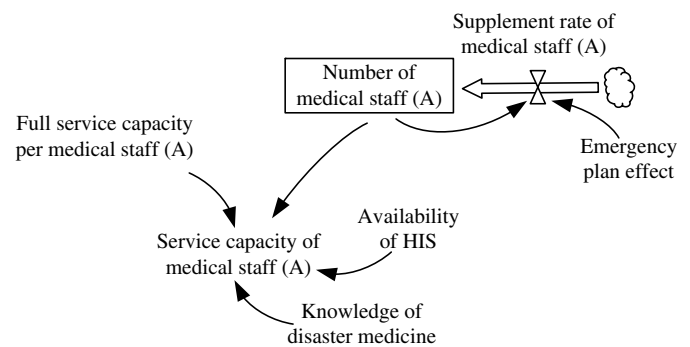 Supplement rate of
medical staff (A)
Number of
medical staff (A)
Full service capacity
per medical staff (A)
Emergency
plan effect
Availability
of HIS
Service capacity of
medical staff (A)
Knowledge of
disaster medicine